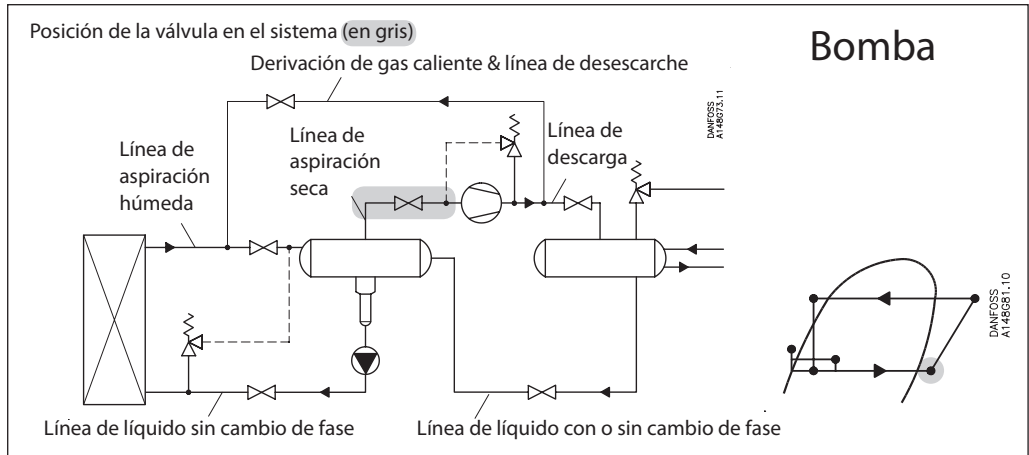 Posición de la válvula en el sistema (en gris)
Bomba
Derivación de gas caliente & línea de desescarche
DANFOSS
A148G73.11
Línea de
aspiración
húmeda
Línea de
aspiración
seca
Línea de
descarga
DANFOSS
A148G81.10
Línea de líquido sin cambio de fase
Línea de líquido con o sin cambio de fase